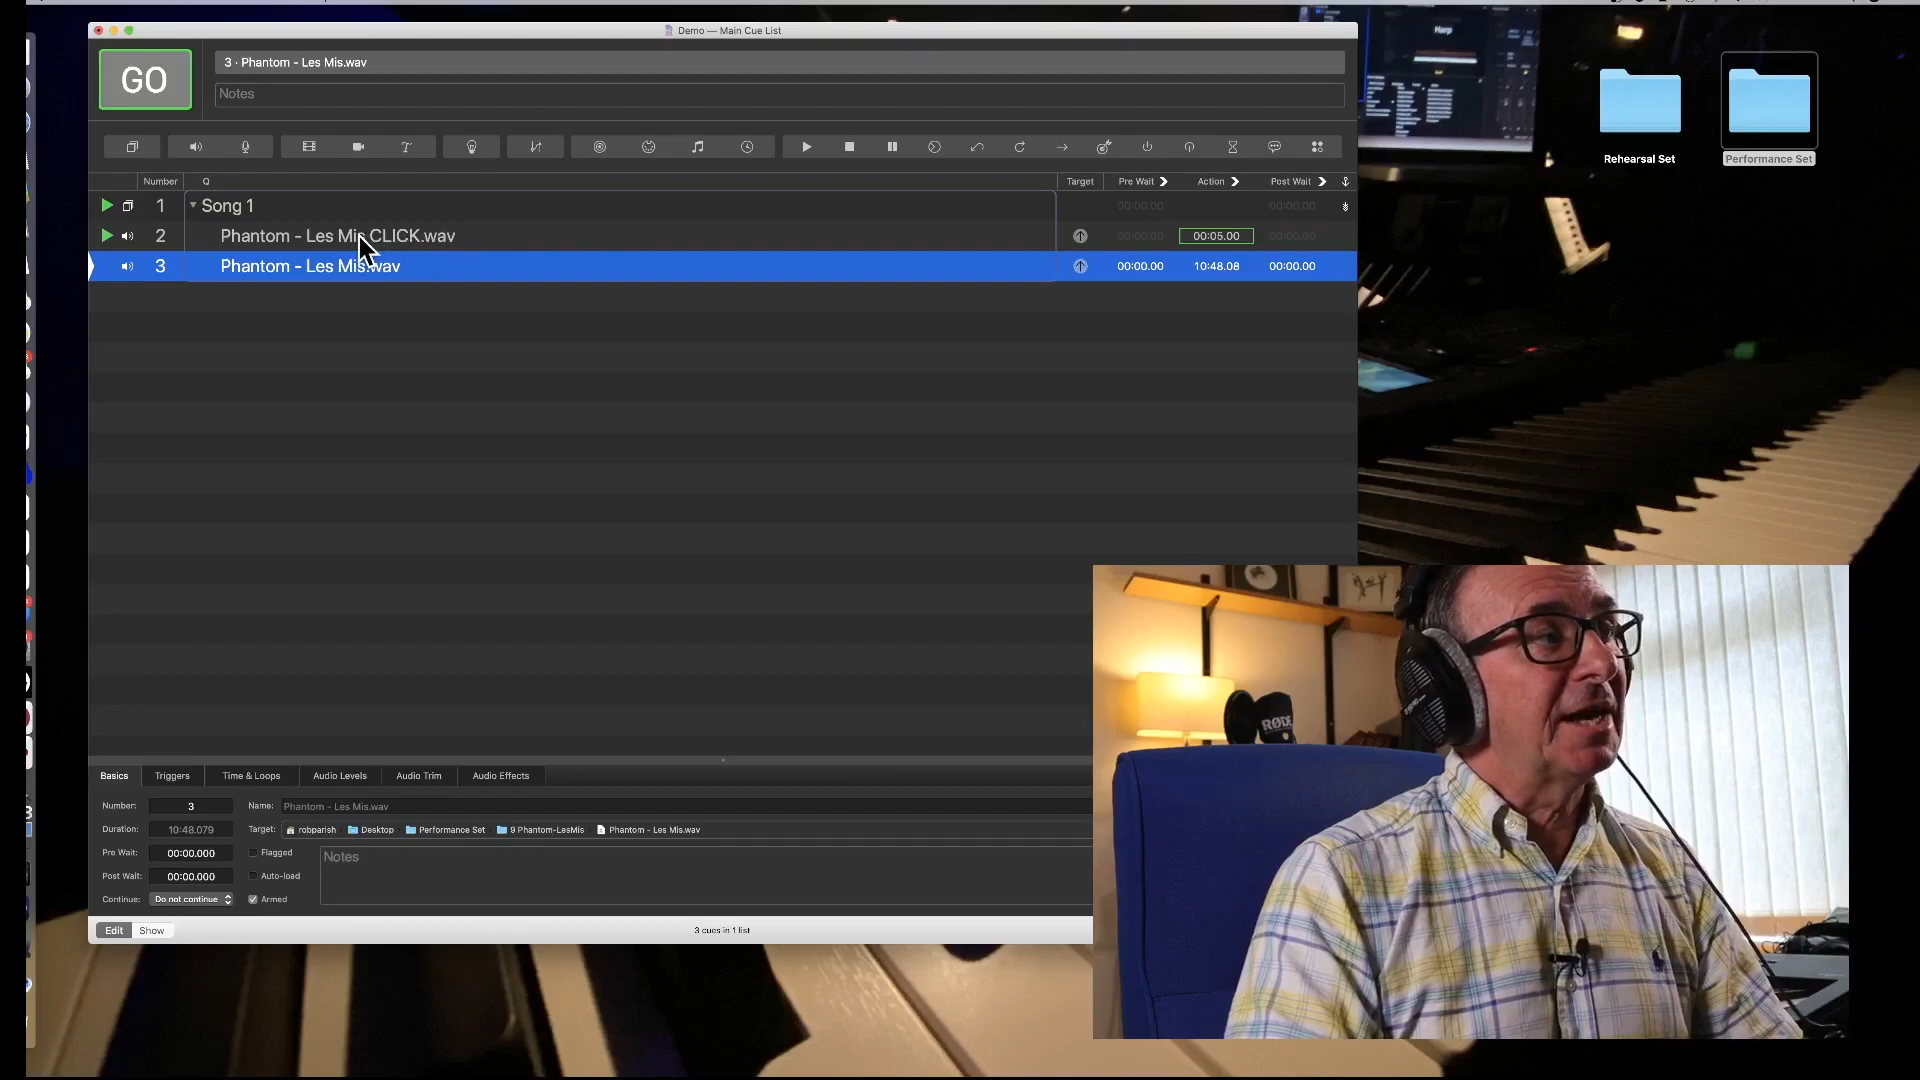 Demo — Main Cue List
GO
3 · Phantom - Les Mis.wav
Notes
Number Q Target Pre Wait Action Post Wait
1 Song 1 00:00.00 00:00.00
2 Phantom - Les Mis CLICK.wav 00:00.00 00:05.00 00:00.00
3 Phantom - Les Mis.wav 00:00.00 10:48.08 00:00.00
Basics Triggers Time & Loops Audio Levels Audio Trim Audio Effects
Number: 3 Name: Phantom - Les Mis.wav
Duration: 10:48.079 Target: robparish Desktop Performance Set 9 Phantom-LesMis Phantom - Les Mis.wav
Pre Wait: 00:00.000 Flagged Notes
Post Wait: 00:00.000 Auto-load
Continue: Do not continue Armed
Edit Show 3 cues in 1 list
Harp
Rehearsal Set Performance Set
RØDE